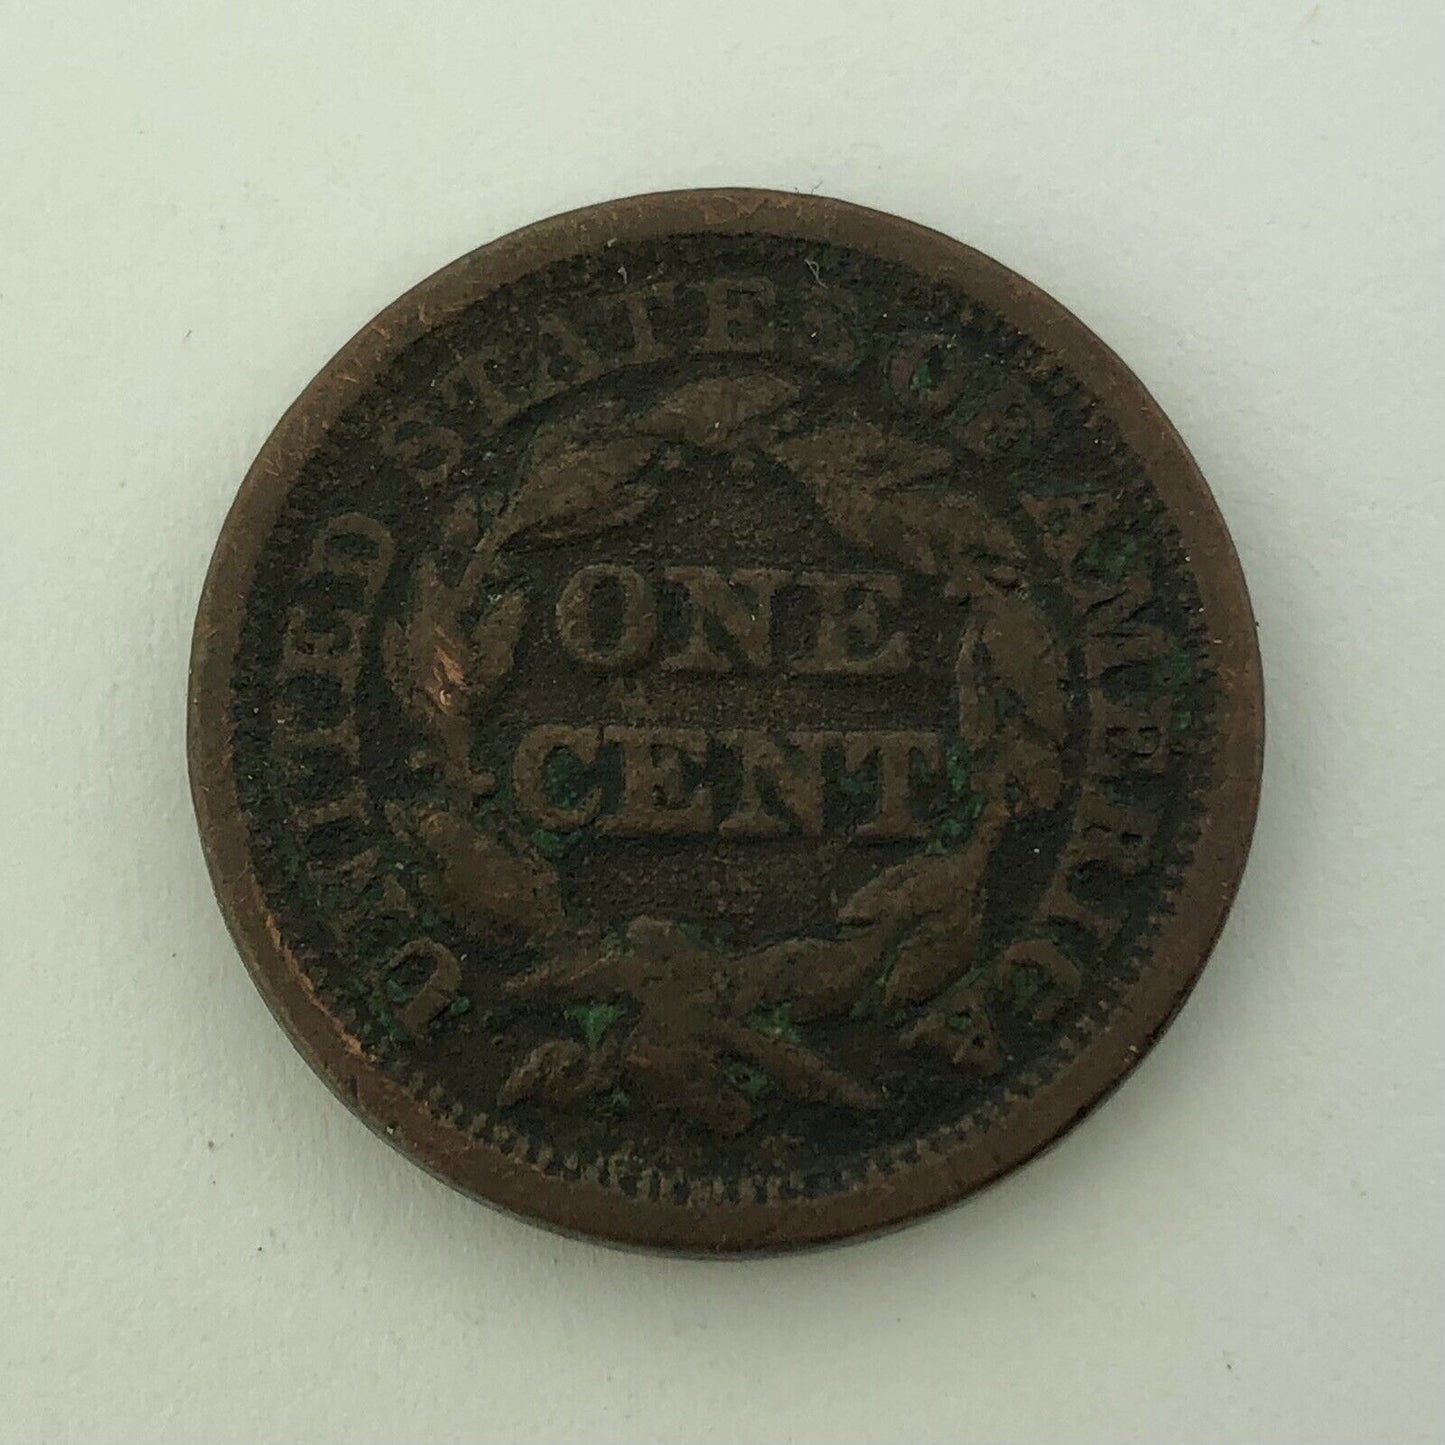 UNITED STATES OF AMERICA
ONE
CENT